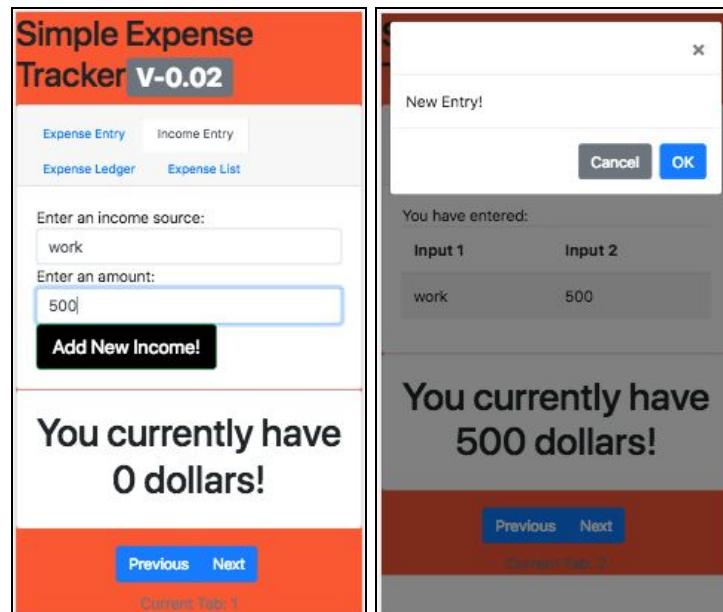 Simple Expense
Tracker V-0.02
Expense Entry Income Entry
Expense Ledger Expense List
Enter an income source:
work
Enter an amount:
500
Add New Income!
You currently have
0 dollars!
Previous Next
Current Tab: 1
×
New Entry!
Cancel OK
You have entered:
Input 1 Input 2
work 500
You currently have
500 dollars!
Previous Next
Current Tab: 2